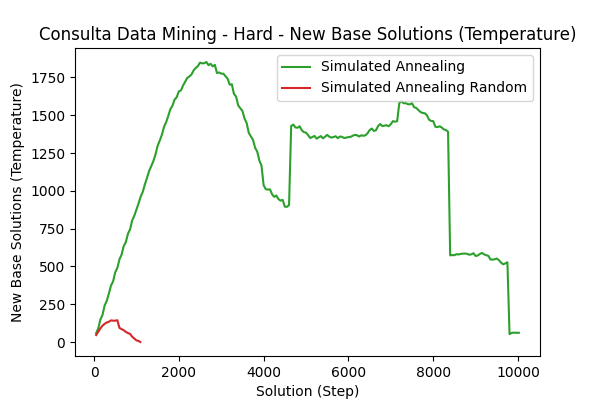 Consulta Data Mining - Hard - New Base Solutions (Temperature)
Simulated Annealing
Simulated Annealing Random
New Base Solutions (Temperature)
1750
1500
1250
1000
750
500
250
0
0 2000 4000 6000 8000 10000
Solution (Step)